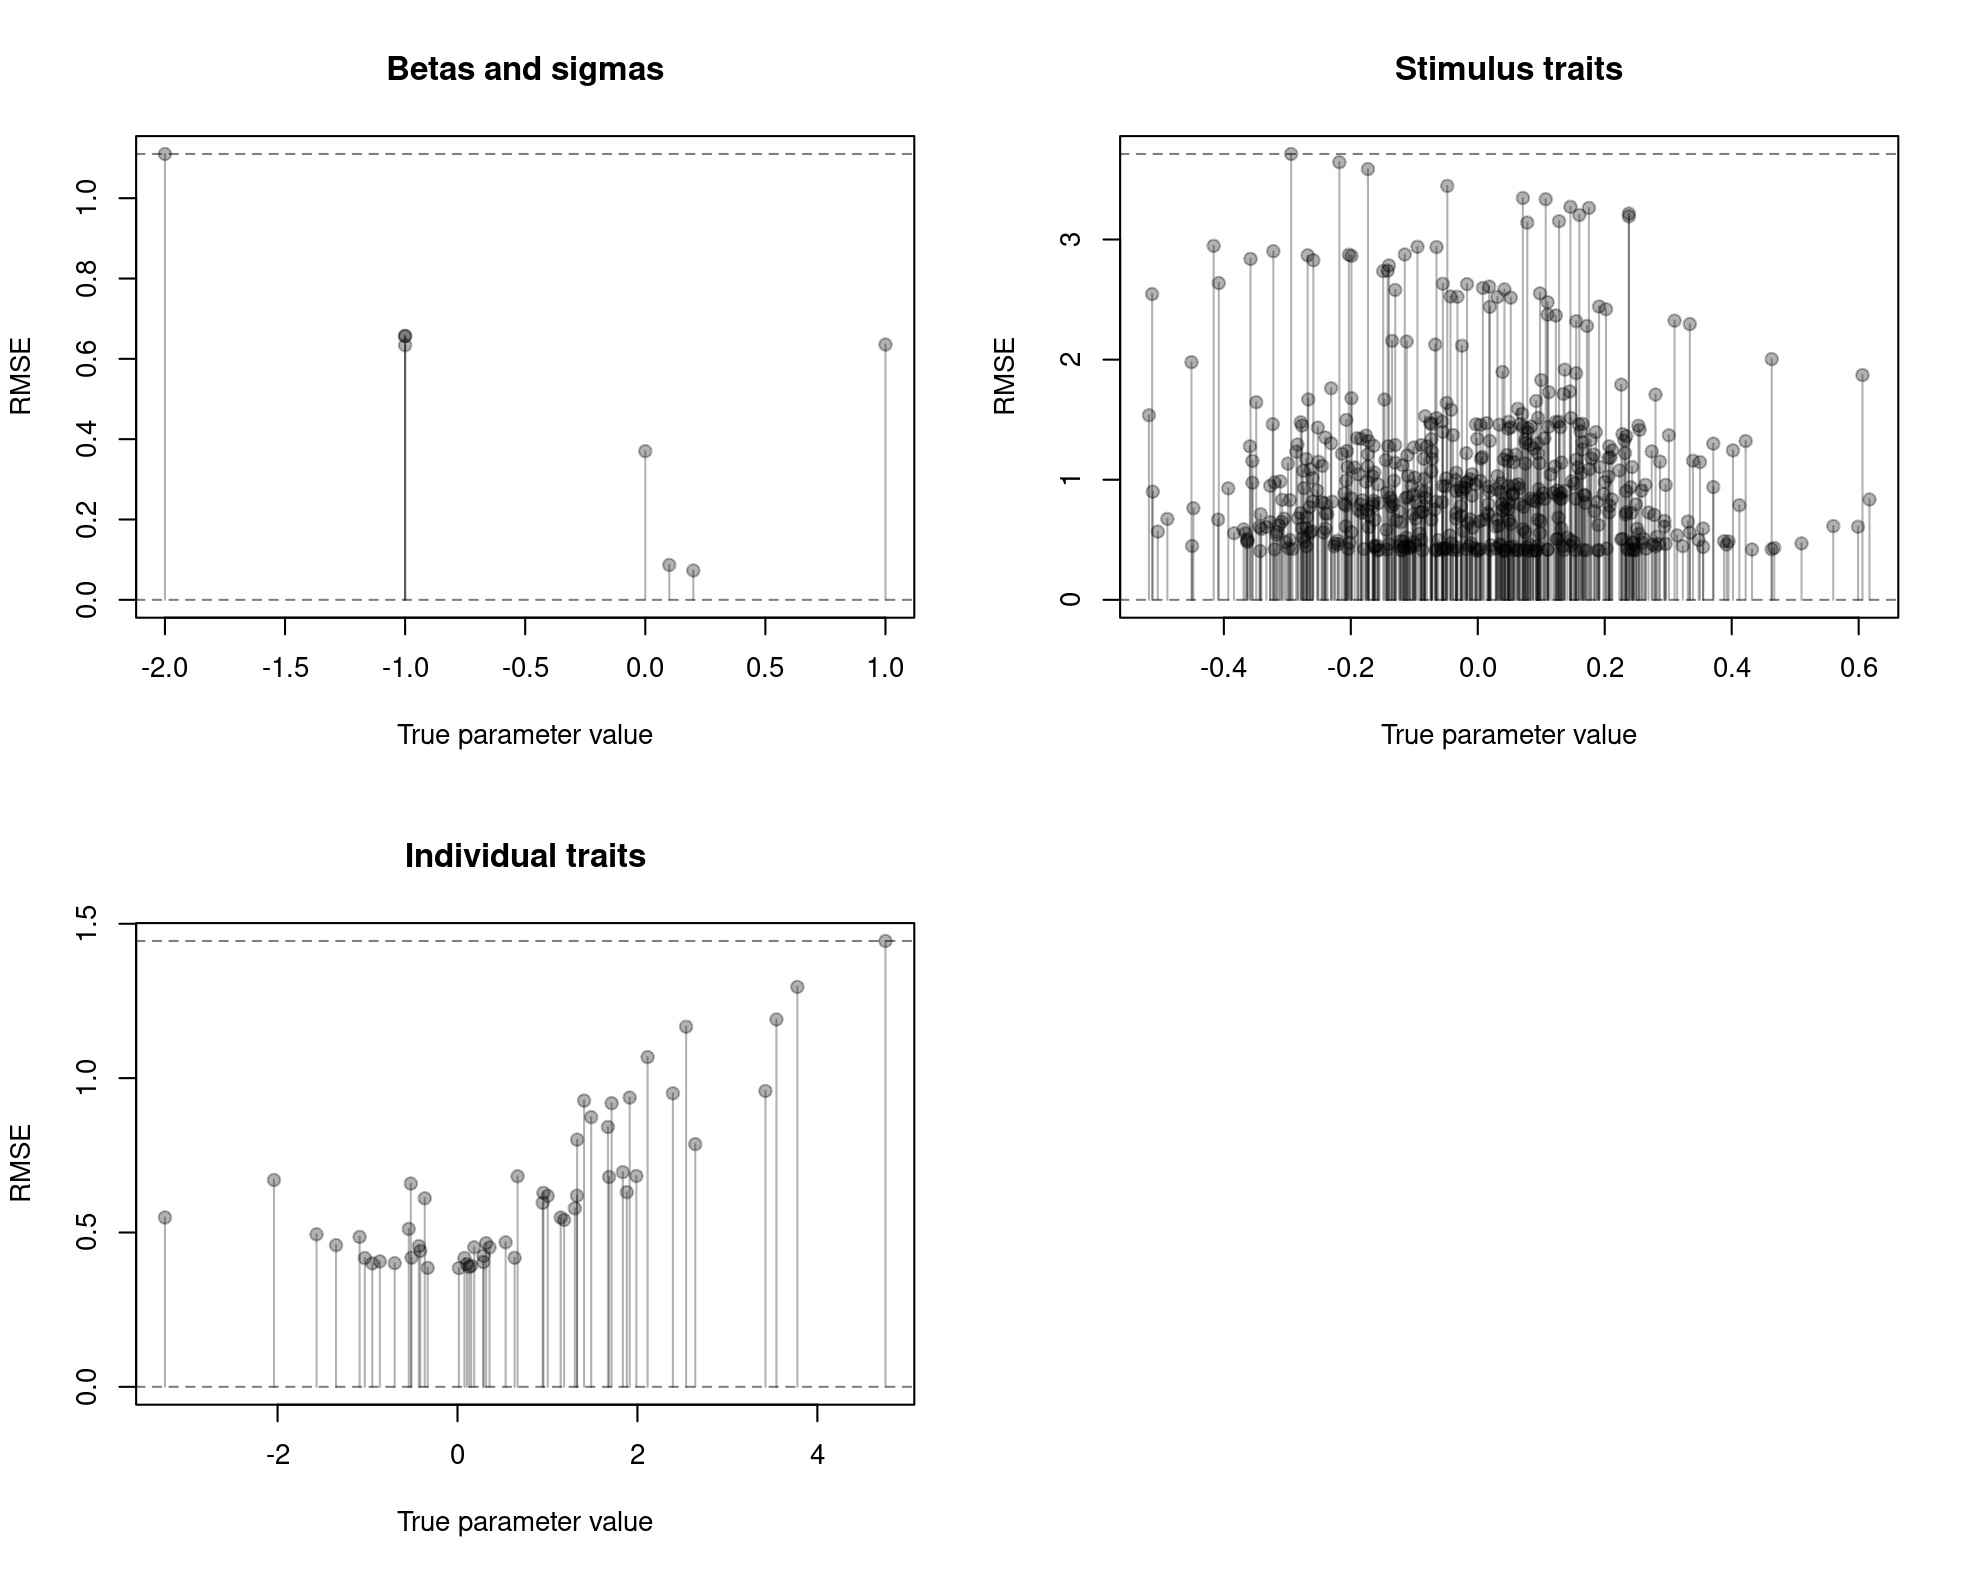 Betas and sigmas
RMSE
0.0 0.2 0.4 0.6 0.8 1.0
-2.0 -1.5 -1.0 -0.5 0.0 0.5 1.0
True parameter value
Stimulus traits
RMSE
0 1 2 3
-0.4 -0.2 0.0 0.2 0.4 0.6
True parameter value
Individual traits
RMSE
0.0 0.5 1.0 1.5
-2 0 2 4
True parameter value